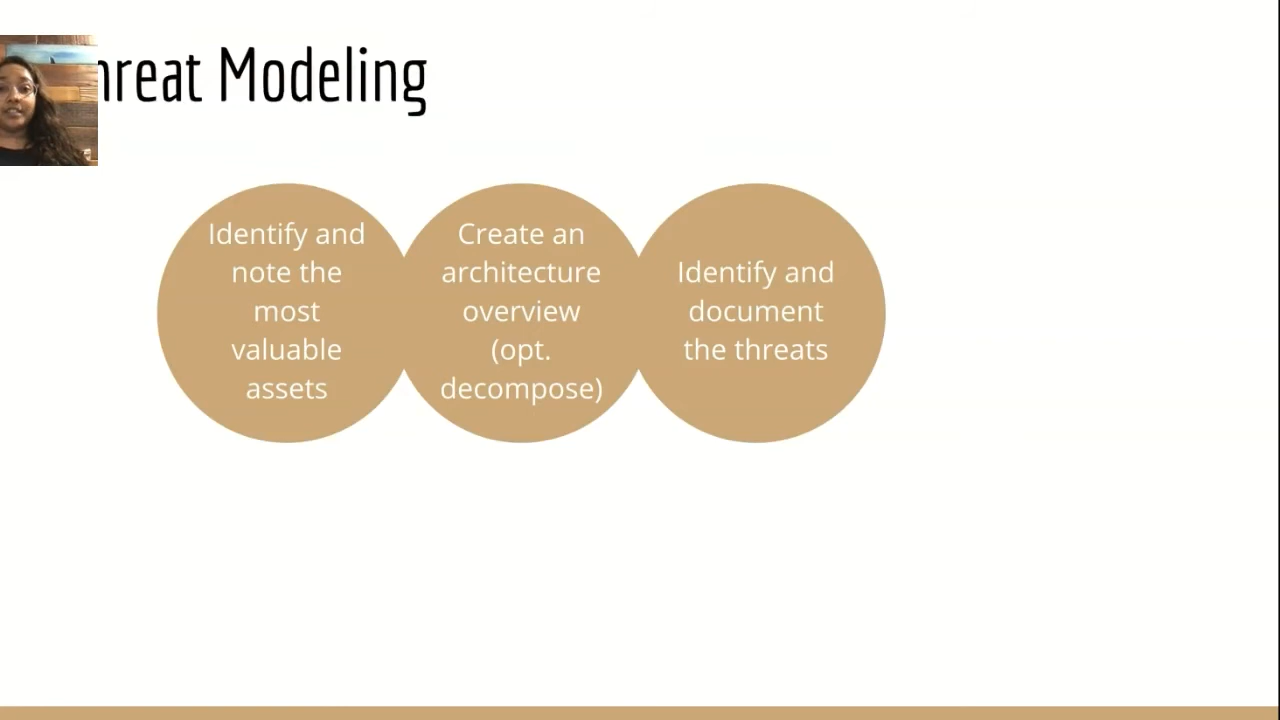 hreat Modeling
Identify and
note the
most
valuable
assets
Create an
architecture
overview
(opt.
decompose)
Identify and
document
the threats